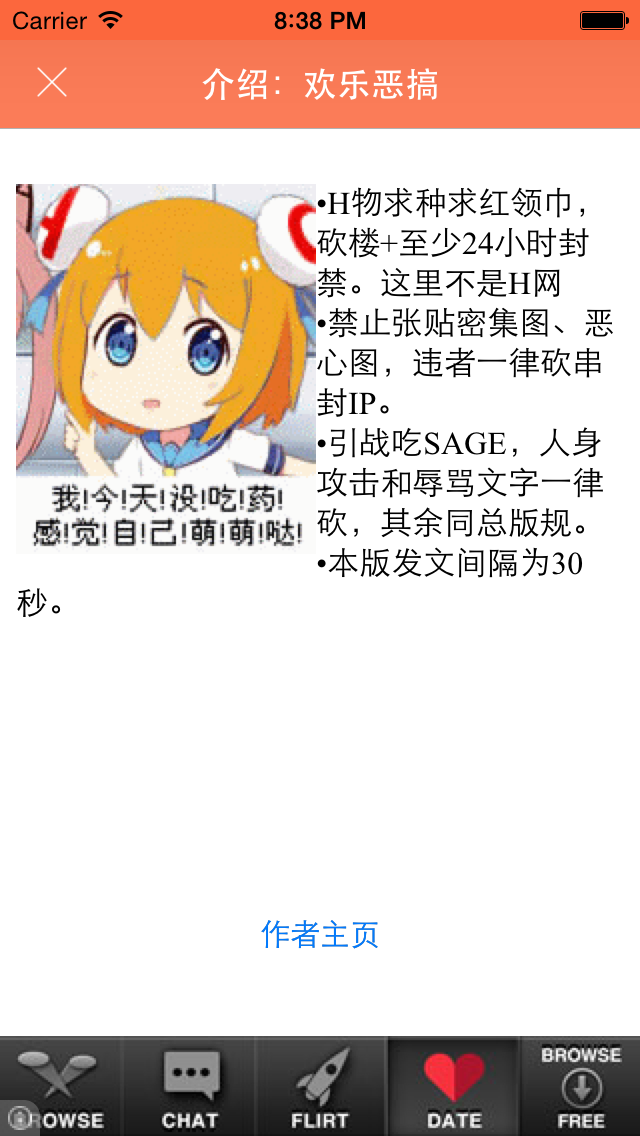 Carrier 8:38 PM
介绍：欢乐恶搞
•H物求种求红领巾，
砍楼+至少24小时封
禁。这里不是H网
•禁止张贴密集图、恶
心图，违者一律砍串
封IP。
•引战吃SAGE，人身
攻击和辱骂文字一律
砍，其余同总版规。
•本版发文间隔为30
秒。
我!今!天!没!吃!药!
感!觉!自!己!萌!萌!哒!
作者主页
BROWSE
CHAT
FLIRT
DATE
BROWSE
FREE